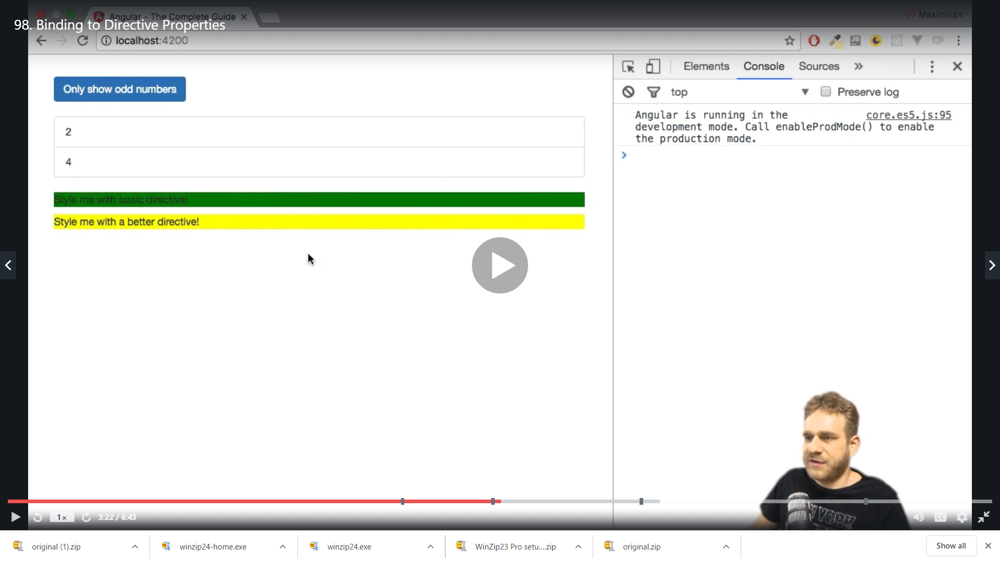 Angular - The Complete Guide
Maximilian
98. Binding to Directive Properties
localhost:4200
JB
Elements Console Sources
Only show odd numbers
top
Preserve log
Angular is running in the core.es5.js:95
development mode. Call enableProdMode() to enable
the production mode.
2
4
Style me with basic directive!
Style me with a better directive!
YORK
1x
3:22 / 6:43
CC
original (1).zip
winzip24-home.exe
winzip24.exe
WinZip23 Pro setu....zip
original.zip
Show all